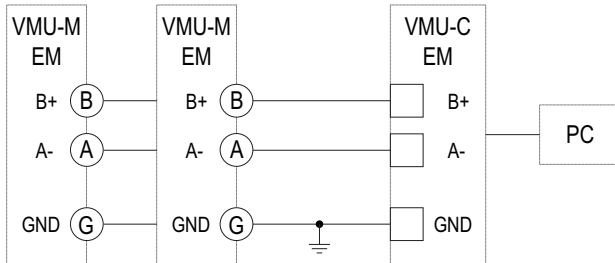 VMU-M
EM
VMU-M
EM
VMU-C
EM
B+ B
B+ B
B+
A- A
A- A
A-
PC
GND G
GND G
GND